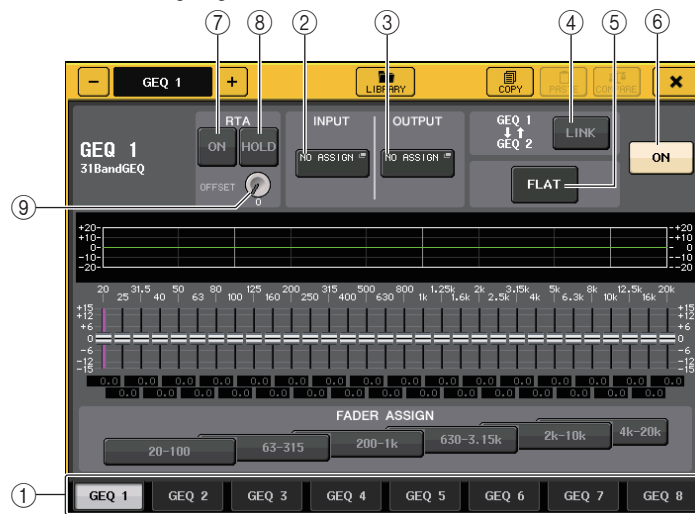 ⑦ ⑧ ② ③ ④ ⑤ ⑥
− GEQ 1 + LIBRARY COPY PASTE COMPARE ×
RTA INPUT OUTPUT GEQ 1
GEQ 1 ON HOLD NO ASSIGN NO ASSIGN GEQ 2 LINK ON
31BandGEQ
OFFSET 0 FLAT
⑨
+20 +20
+10 +10
0 0
-10 -10
-20 -20
20 31.5 50 80 125 200 315 500 800 1.25k 2k 3.15k 5k 8k 12.5k 20k
25 40 63 100 160 250 400 630 1k 1.6k 2.5k 4k 6.3k 10k 16k
+15 +15
+12 +12
+6 +6
0 0
-6 -6
-12 -12
-15 -15
0.0 0.0 0.0 0.0 0.0 0.0 0.0 0.0 0.0 0.0 0.0 0.0 0.0 0.0 0.0 0.0
0.0 0.0 0.0 0.0 0.0 0.0 0.0 0.0 0.0 0.0 0.0 0.0 0.0 0.0 0.0
FADER ASSIGN
20-100 63-315 200-1k 630-3.15k 2k-10k 4k-20k
① GEQ 1 GEQ 2 GEQ 3 GEQ 4 GEQ 5 GEQ 6 GEQ 7 GEQ 8